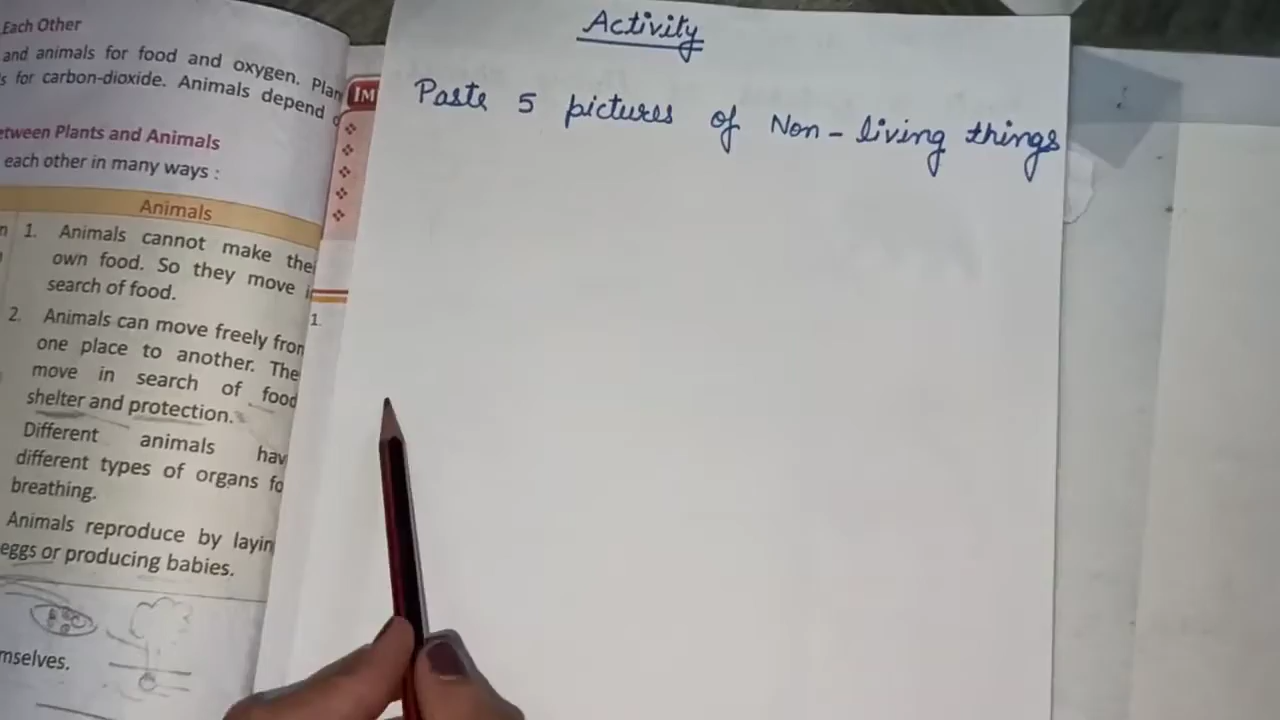 Each Other
and animals for food and oxygen. Plan
s for carbon-dioxide. Animals depend
etween Plants and Animals
each other in many ways :
Animals
1. Animals cannot make thei
own food. So they move i
search of food.
2. Animals can move freely fron
one place to another. The
move in search of food
shelter and protection.
Different animals hav
different types of organs fo
breathing.
Animals reproduce by layin
eggs or producing babies.
mselves.
IM
1.
Activity
Paste 5 pictures of Non-living things